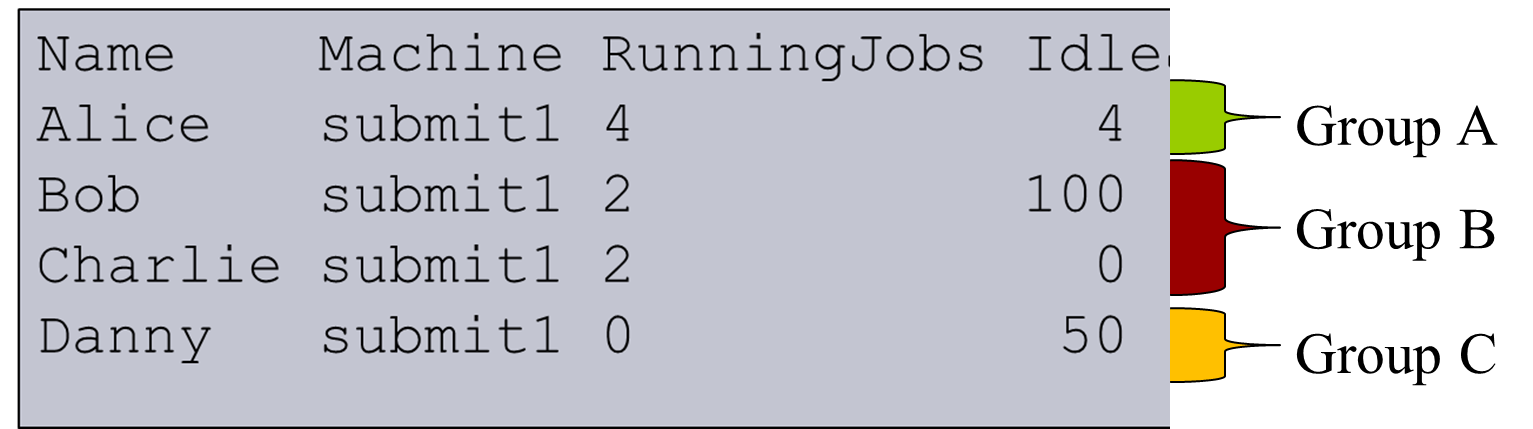 Name Machine RunningJobs Idle
Alice submit1 4 4
Group A
Bob submit1 2 100
Group B
Charlie submit1 2 0
Danny submit1 0 50
Group C